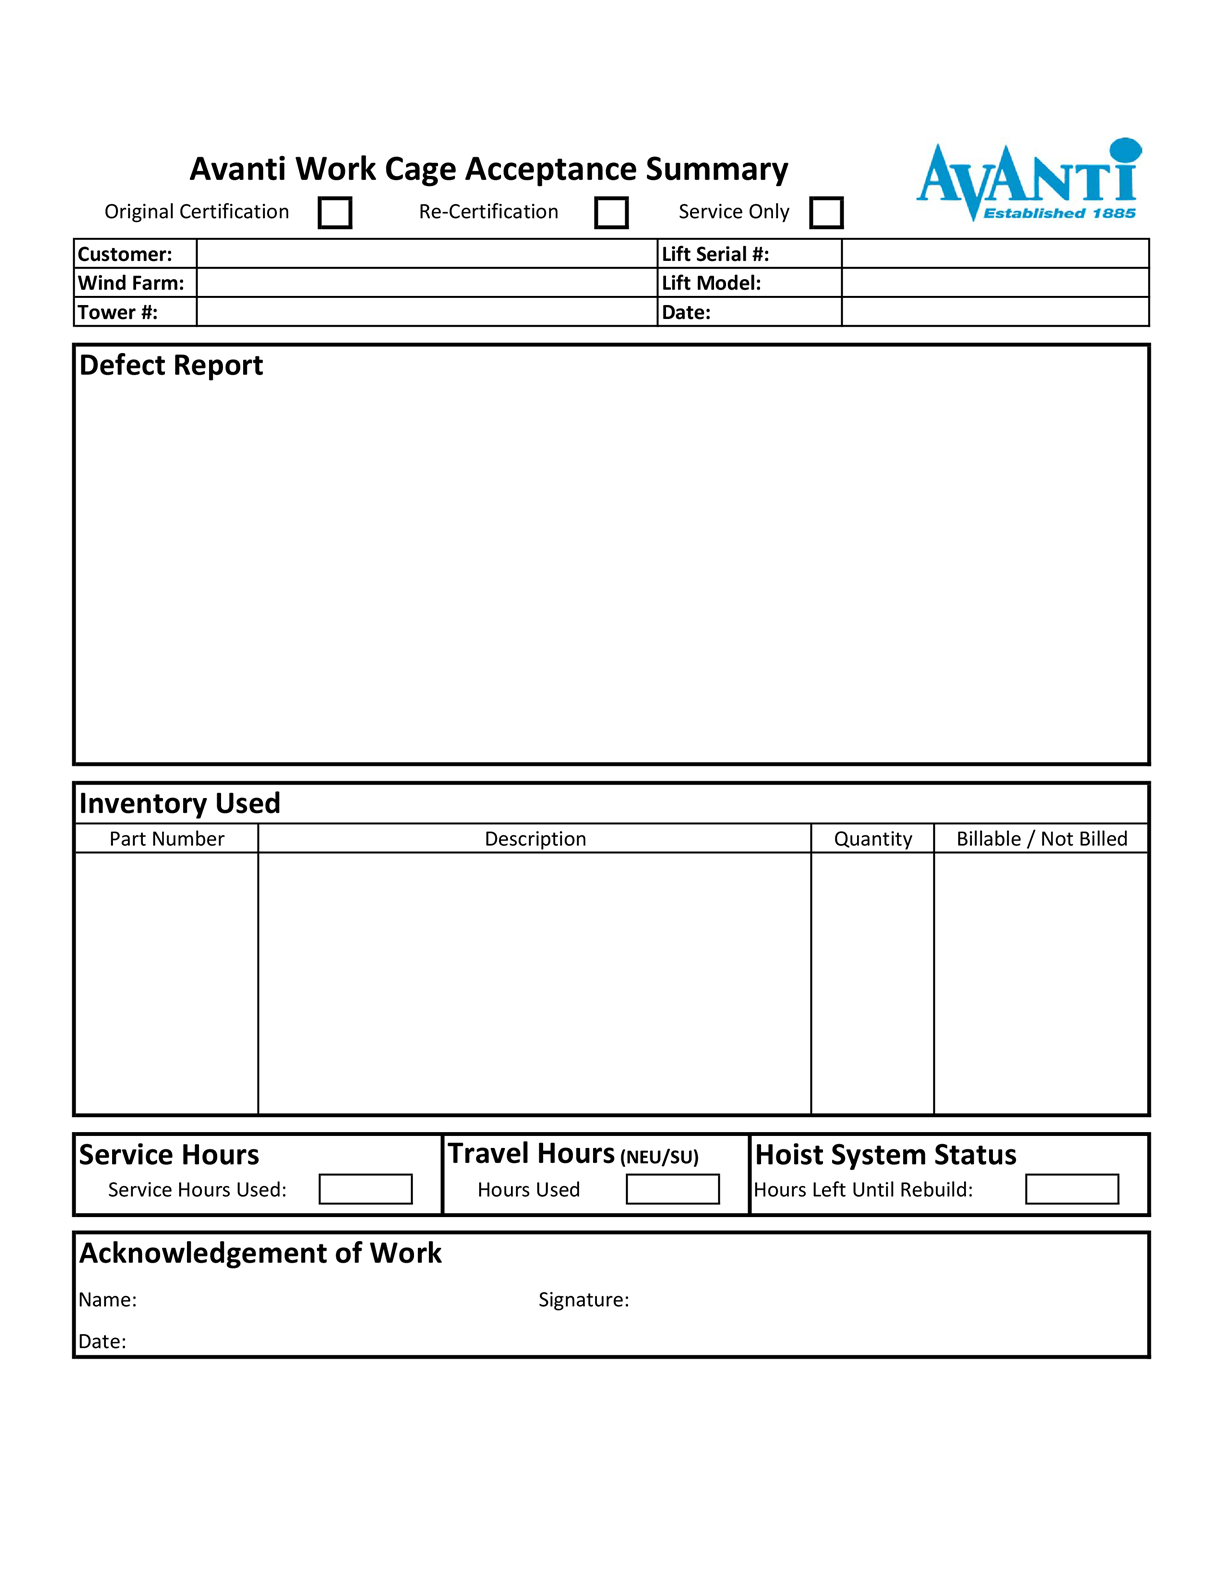 Avanti Work Cage Acceptance Summary
AVANTi
Established 1885
Original Certification Re-Certification Service Only
Customer: Lift Serial #:
Wind Farm: Lift Model:
Tower #: Date:
Defect Report
Inventory Used
Part Number Description Quantity Billable / Not Billed
Service Hours Travel Hours (NEU/SU) Hoist System Status
Service Hours Used: Hours Used Hours Left Until Rebuild:
Acknowledgement of Work
Name: Signature:
Date: